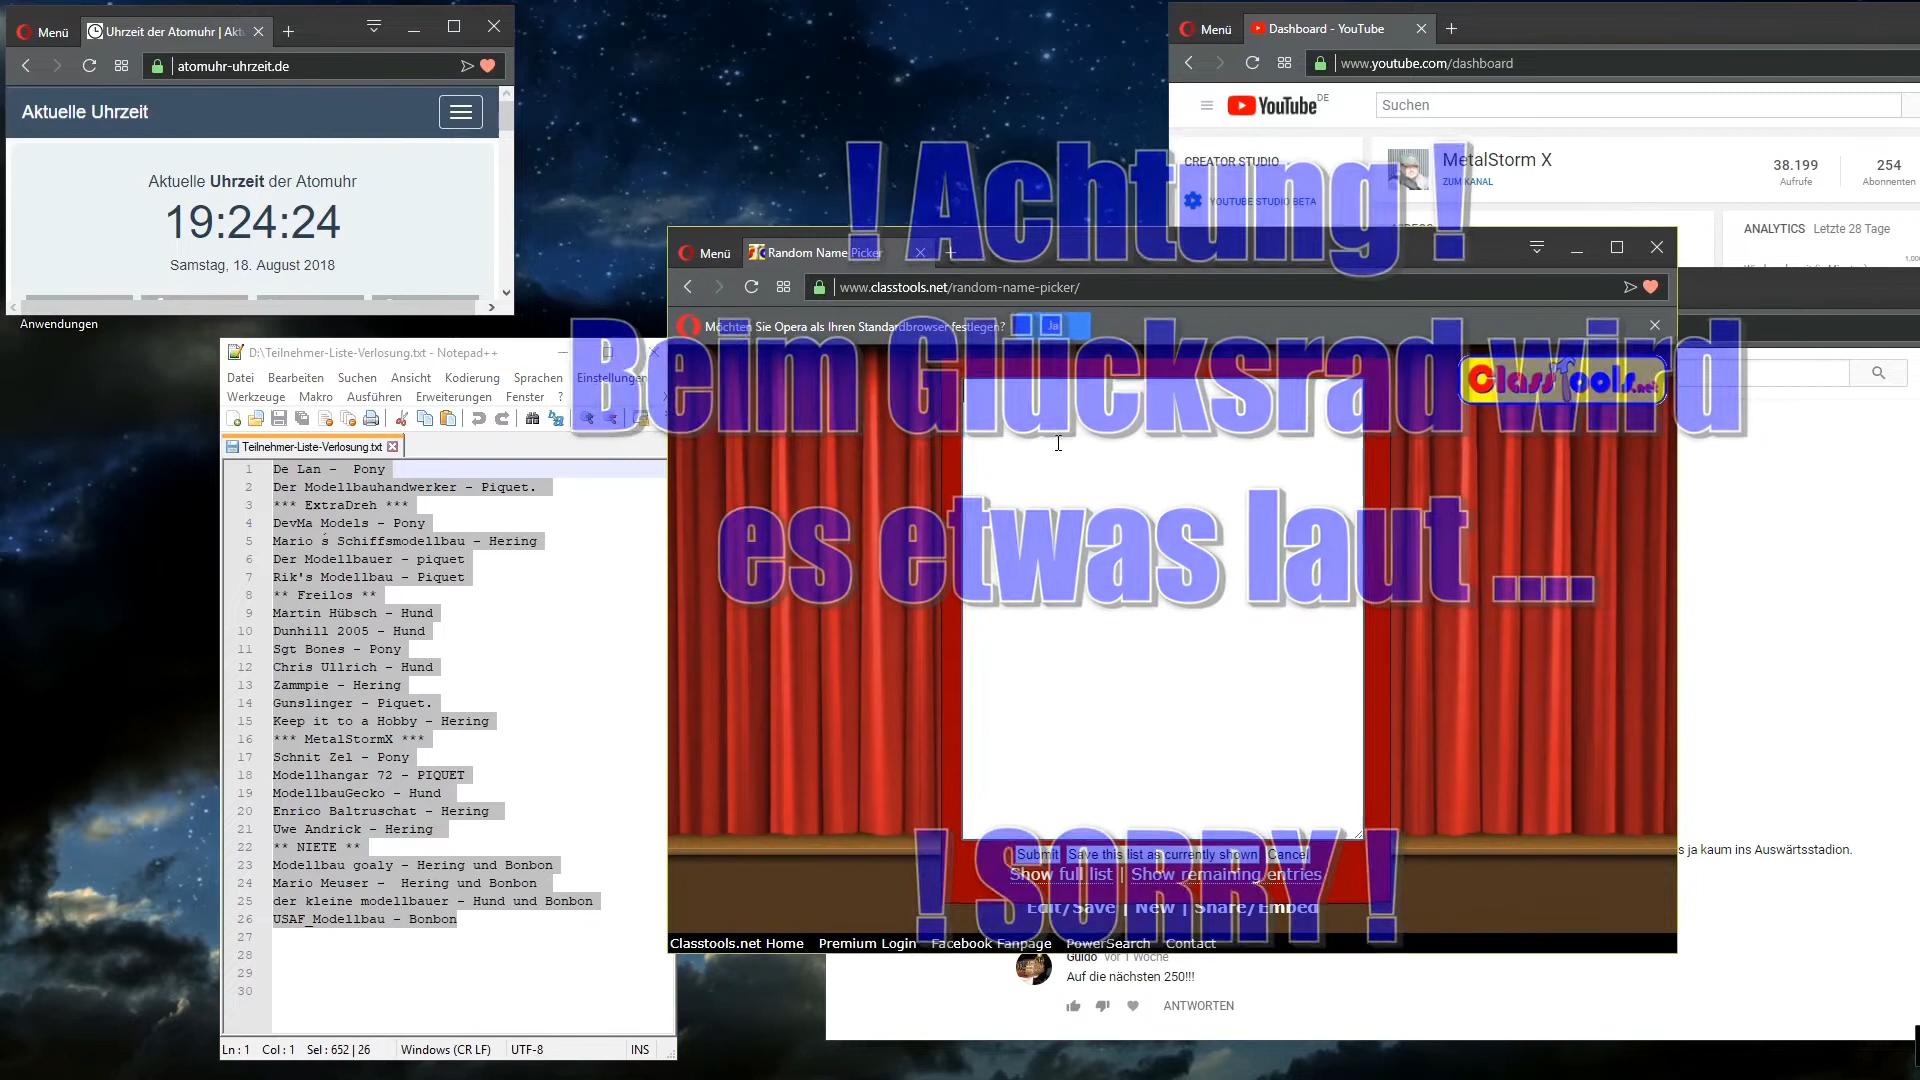 Menü
Uhrzeit der Atomuhr | Akt
atomuhr-uhrzeit.de
Aktuelle Uhrzeit
Aktuelle Uhrzeit der Atomuhr
19:24:24
Samstag, 18. August 2018
Anwendungen
Menü
Dashboard - YouTube
www.youtube.com/dashboard
YouTube DE
Suchen
CREATOR STUDIO
YOUTUBE STUDIO BETA
MetalStorm X
ZUM KANAL
38.199
Aufrufe
254
Abonnenten
ANALYTICS Letzte 28 Tage
! Achtung !
Beim Glücksrad wird
es etwas laut ....
! SORRY !
Menü
Random Name Picker
www.classtools.net/random-name-picker/
Möchten Sie Opera als Ihren Standardbrowser festlegen?
Ja
ClassTools.net
Submit
Save this list as currently shown
Cancel
Show full list | Show remaining entries
Edit/Save | New | Share/Embed
Classtools.net Home Premium Login Facebook Fanpage PowerSearch Contact
D:\Teilnehmer-Liste-Verlosung.txt - Notepad++
Datei Bearbeiten Suchen Ansicht Kodierung Sprachen Einstellungen
Werkzeuge Makro Ausführen Erweiterungen Fenster ?
Teilnehmer-Liste-Verlosung.txt
1 De Lan - Pony
2 Der Modellbauhandwerker - Piquet.
3 *** ExtraDreh ***
4 DevMa Models - Pony
5 Mario´s Schiffsmodellbau - Hering
6 Der Modellbauer - piquet
7 Rik's Modellbau - Piquet
8 ** Freilos **
9 Martin Hübsch - Hund
10 Dunhill 2005 - Hund
11 Sgt Bones - Pony
12 Chris Ullrich - Hund
13 Zammpie - Hering
14 Gunslinger - Piquet.
15 Keep it to a Hobby - Hering
16 *** MetalStormX ***
17 Schnit Zel - Pony
18 Modellhangar 72 - PIQUET
19 ModellbauGecko - Hund
20 Enrico Baltruschat - Hering
21 Uwe Andrick - Hering
22 ** NIETE **
23 Modellbau goaly - Hering und Bonbon
24 Mario Meuser - Hering und Bonbon
25 der kleine modellbauer - Hund und Bonbon
26 USAF_Modellbau - Bonbon
27
28
29
30
Ln : 1 Col : 1 Sel : 652 | 26 Windows (CR LF) UTF-8 INS
s ja kaum ins Auswärtsstadion.
Guido vor 1 Woche
Auf die nächsten 250!!!
ANTWORTEN